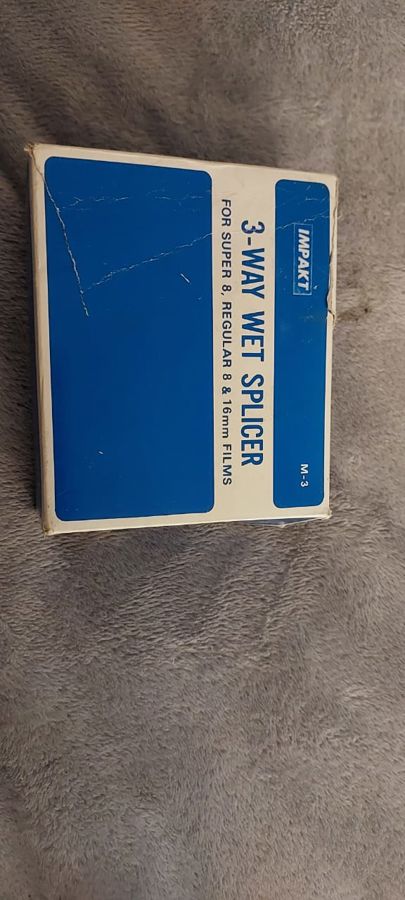 IMPAKT
M-3
3-WAY WET SPLICER
FOR SUPER 8, REGULAR 8 & 16mm FILMS